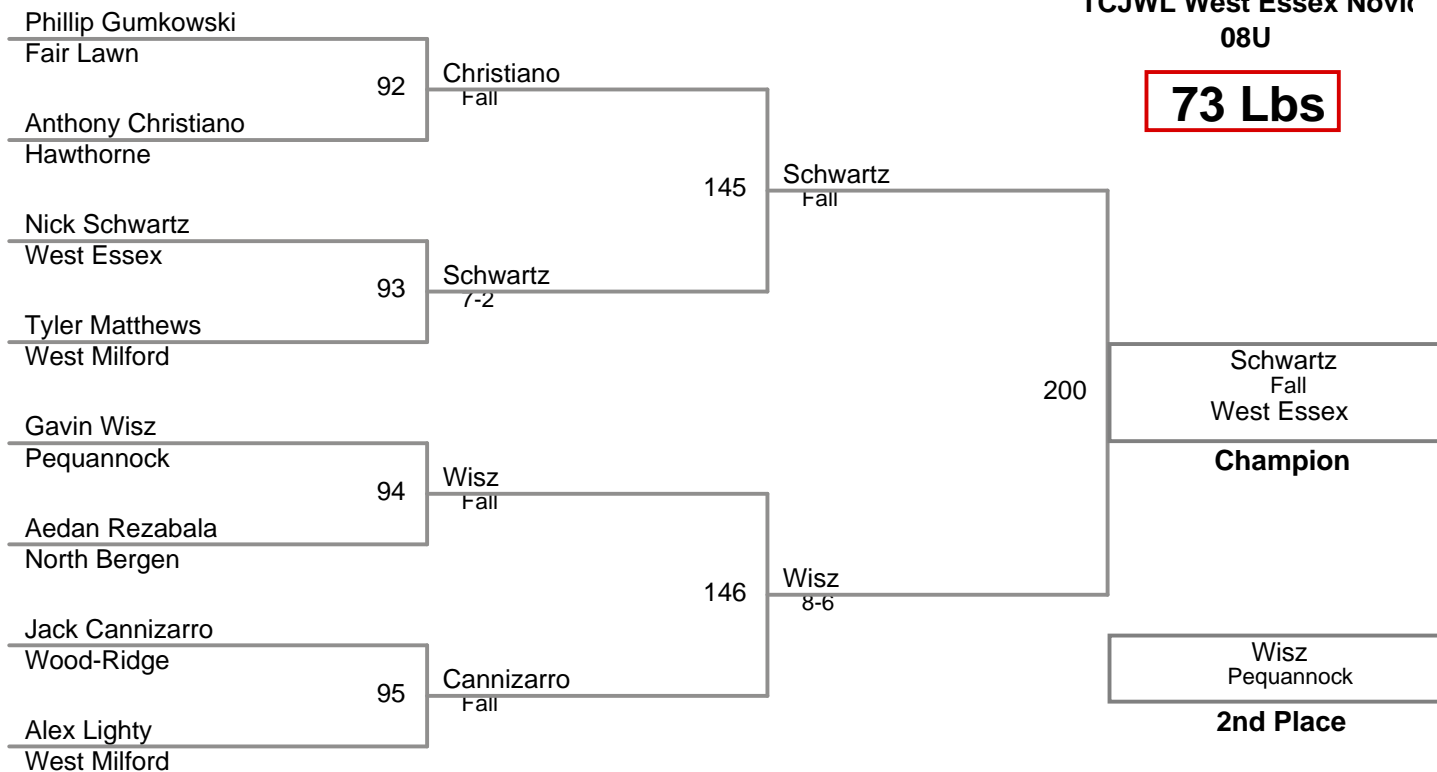 TCJWL West Essex
08U
73 Lbs
Phillip Gumkowski
Fair Lawn
92
Christiano
Fall
Anthony Christiano
Hawthorne
145
Schwartz
Fall
Nick Schwartz
West Essex
93
Schwartz
7-2
Tyler Matthews
West Milford
200
Schwartz
Fall
West Essex
Champion
Gavin Wisz
Pequannock
94
Wisz
Fall
Aedan Rezabala
North Bergen
146
Wisz
8-6
Jack Cannizarro
Wood-Ridge
95
Cannizarro
Fall
Alex Lighty
West Milford
Wisz
Pequannock
2nd Place